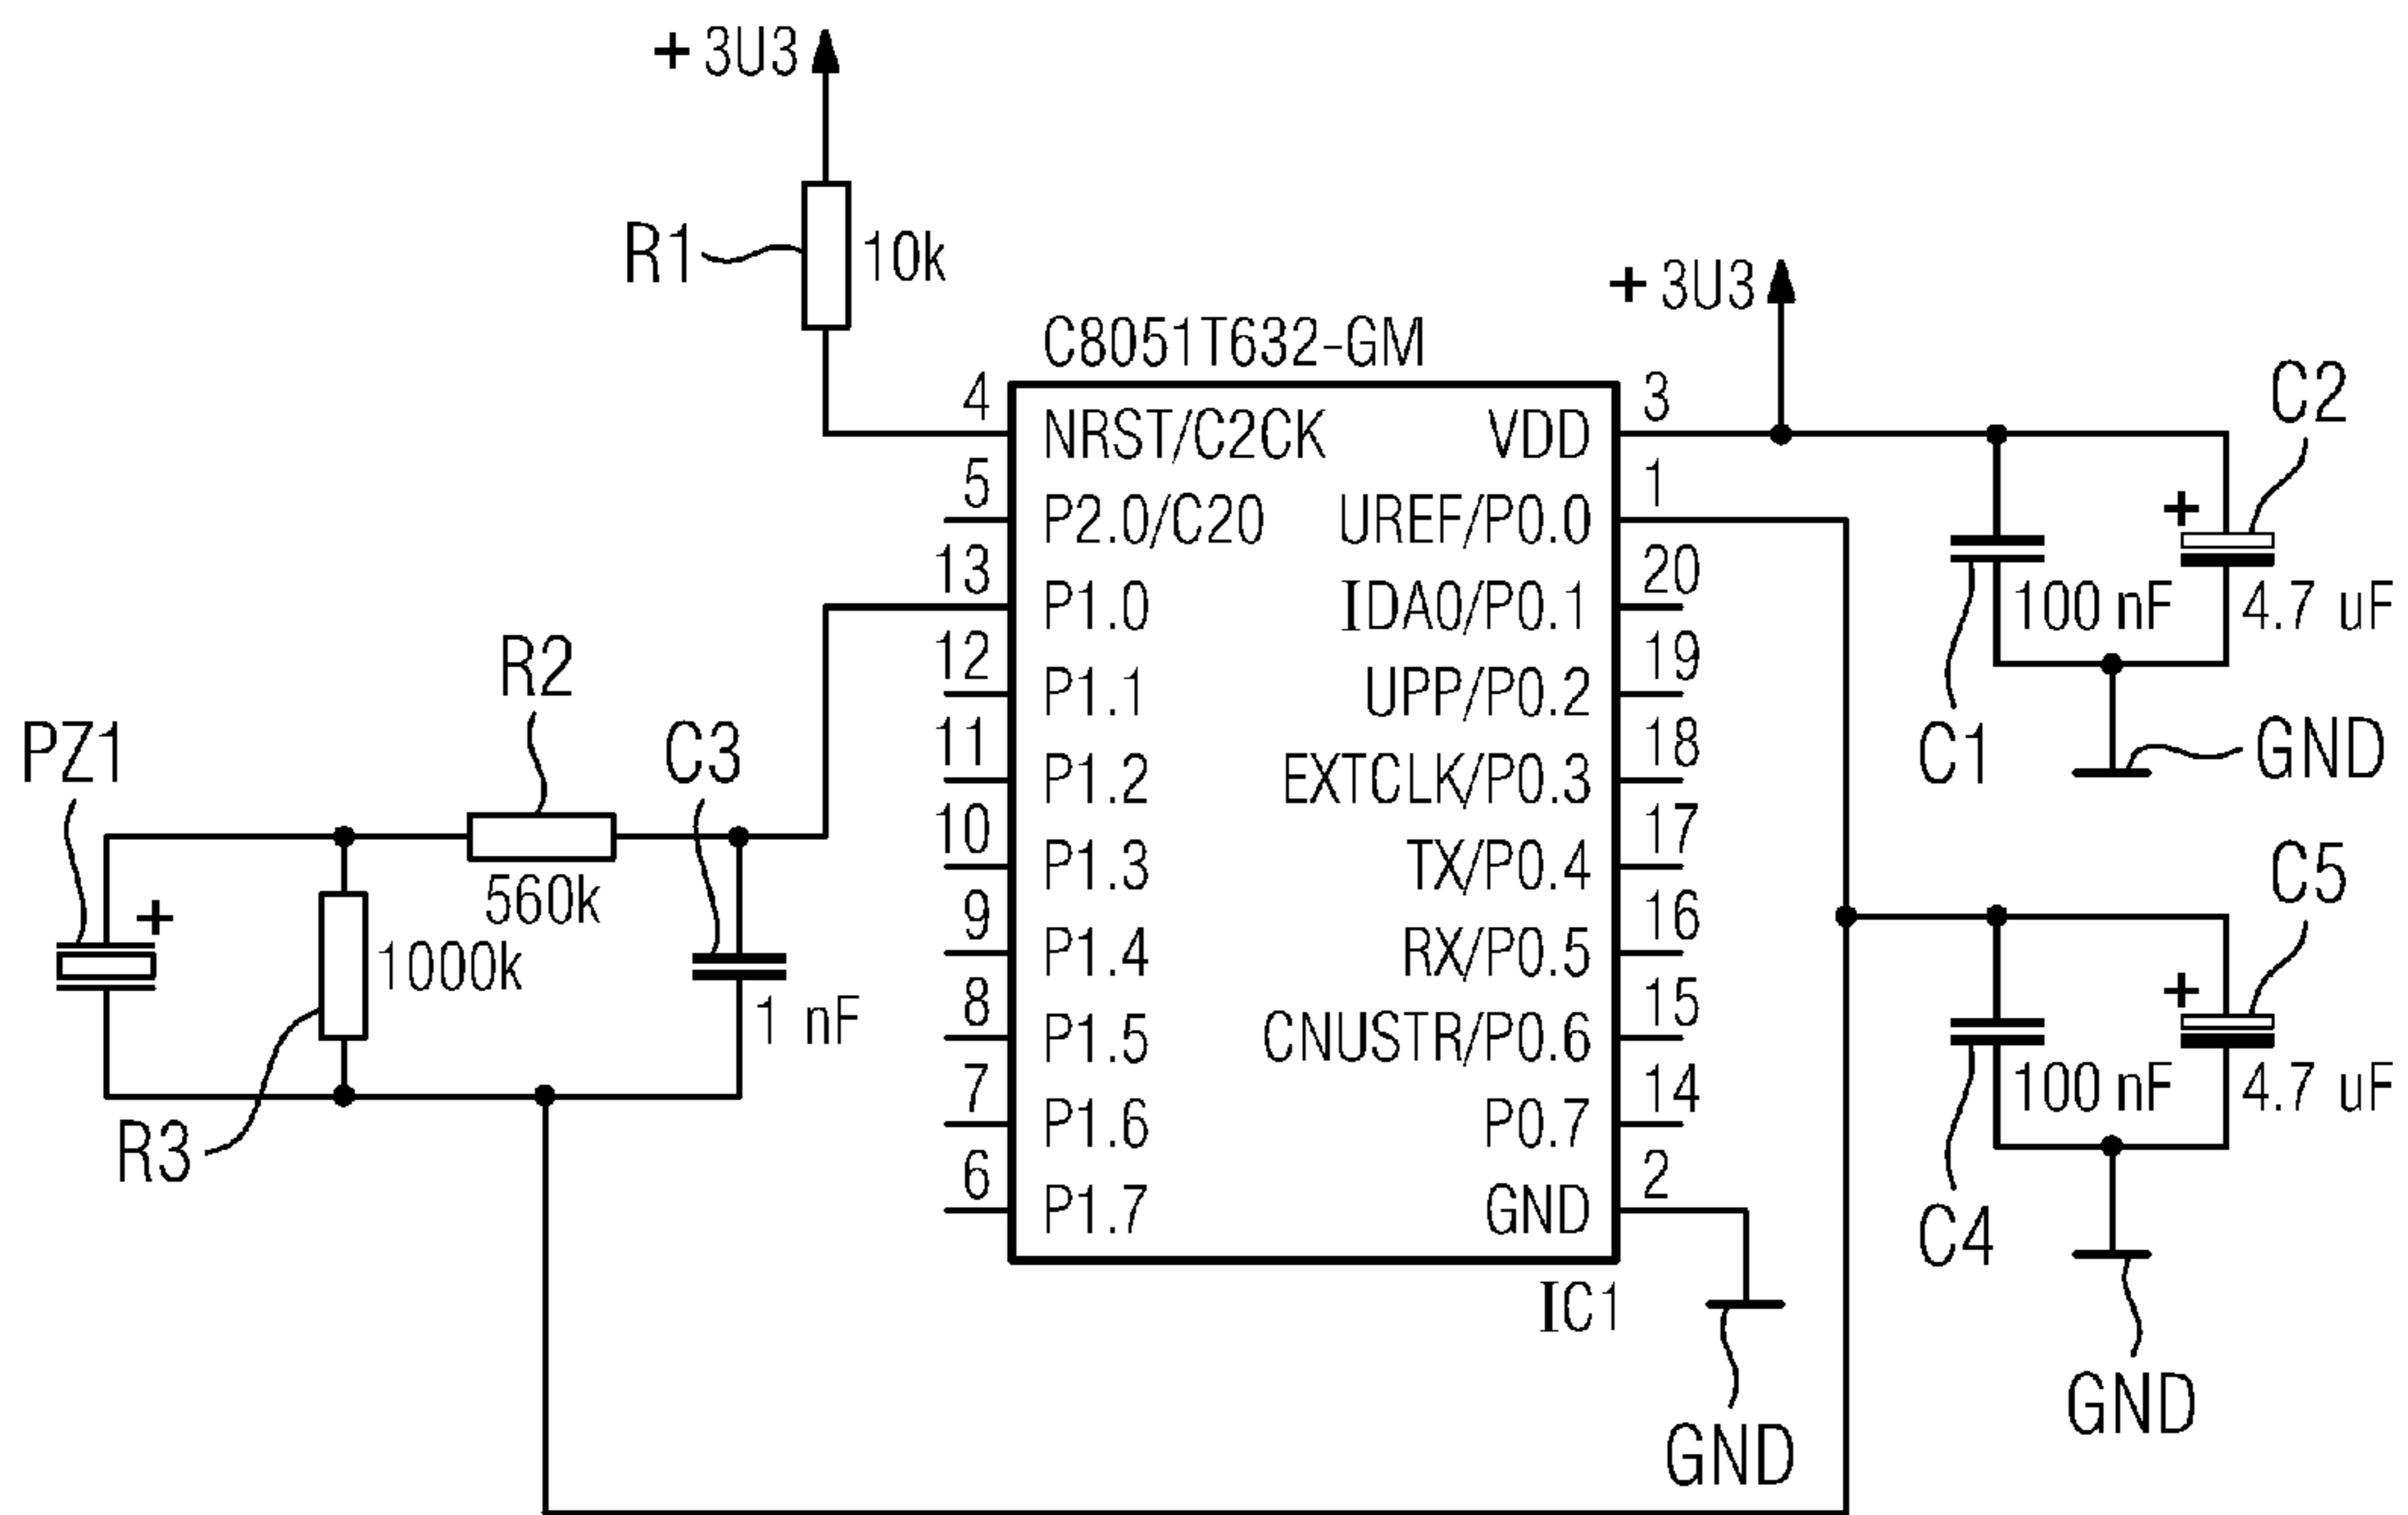 + 3U3
R1
10k
+ 3U3
C8051T632-GM
C2
4
NRST/C2CK
VDD
3
5
P2.0/C20
UREF/P0.0
1
+
13
P1.0
IDA0/P0.1
20
100 nF
4.7 uF
12
P1.1
UPP/P0.2
19
R2
11
P1.2
EXTCLK/P0.3
18
PZ1
C3
C1
GND
10
P1.3
TX/P0.4
17
560k
C5
9
P1.4
RX/P0.5
16
+
1000k
+
8
P1.5
CNUSTR/P0.6
15
1 nF
100 nF
4.7 uF
7
P1.6
P0.7
14
R3
6
P1.7
GND
2
C4
IC1
GND
GND